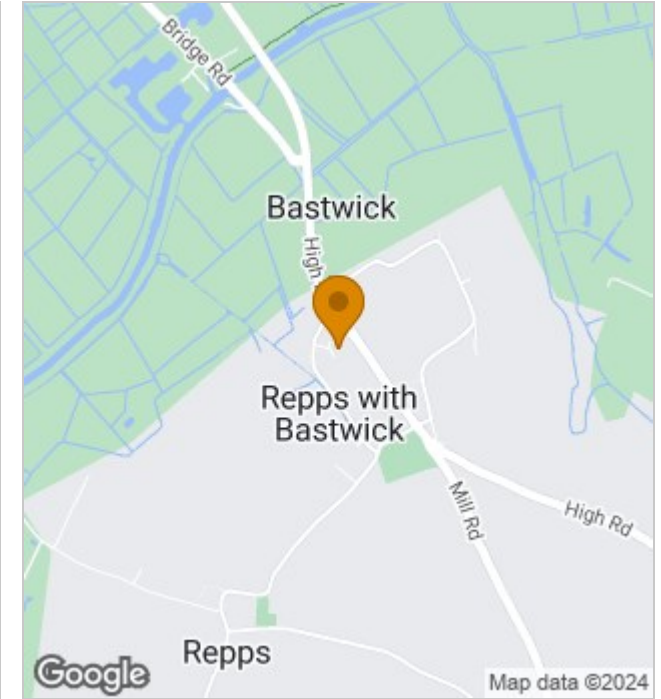 Bridge Rd
Bastwick
High
Repps with
Bastwick
High Rd
Mill Rd
Repps
Google
Map data ©2024